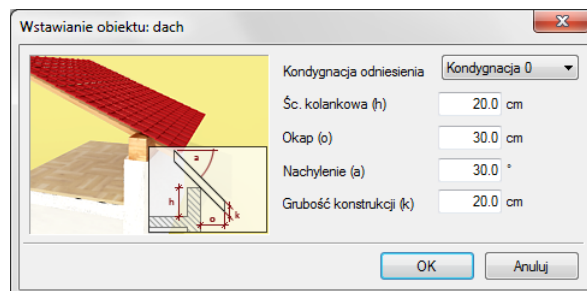 Wstawianie obiektu: dach
Kondygnacja odniesienia Kondygnacja 0
Śc. kolankowa (h) 20.0 cm
Okap (o) 30.0 cm
Nachylenie (a) 30.0 °
Grubość konstrukcji (k) 20.0 cm
a
h
o
k
OK Anuluj